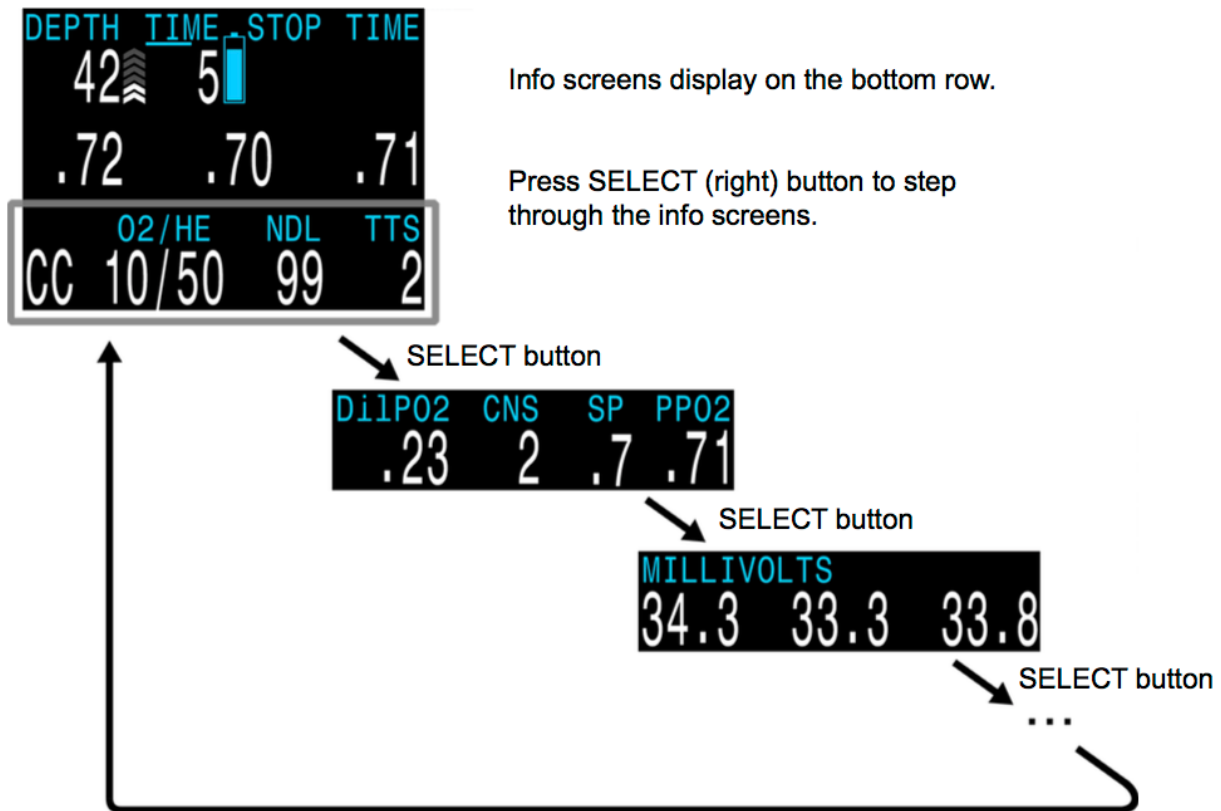 DEPTH TIME STOP TIME
42 5
.72 .70 .71
O2/HE NDL TTS
CC 10/50 99 2
Info screens display on the bottom row.
Press SELECT (right) button to step
through the info screens.
SELECT button
DilPO2 CNS SP PPO2
.23 2 .7 .71
SELECT button
MILLIVOLTS
34.3 33.3 33.8
SELECT button
...